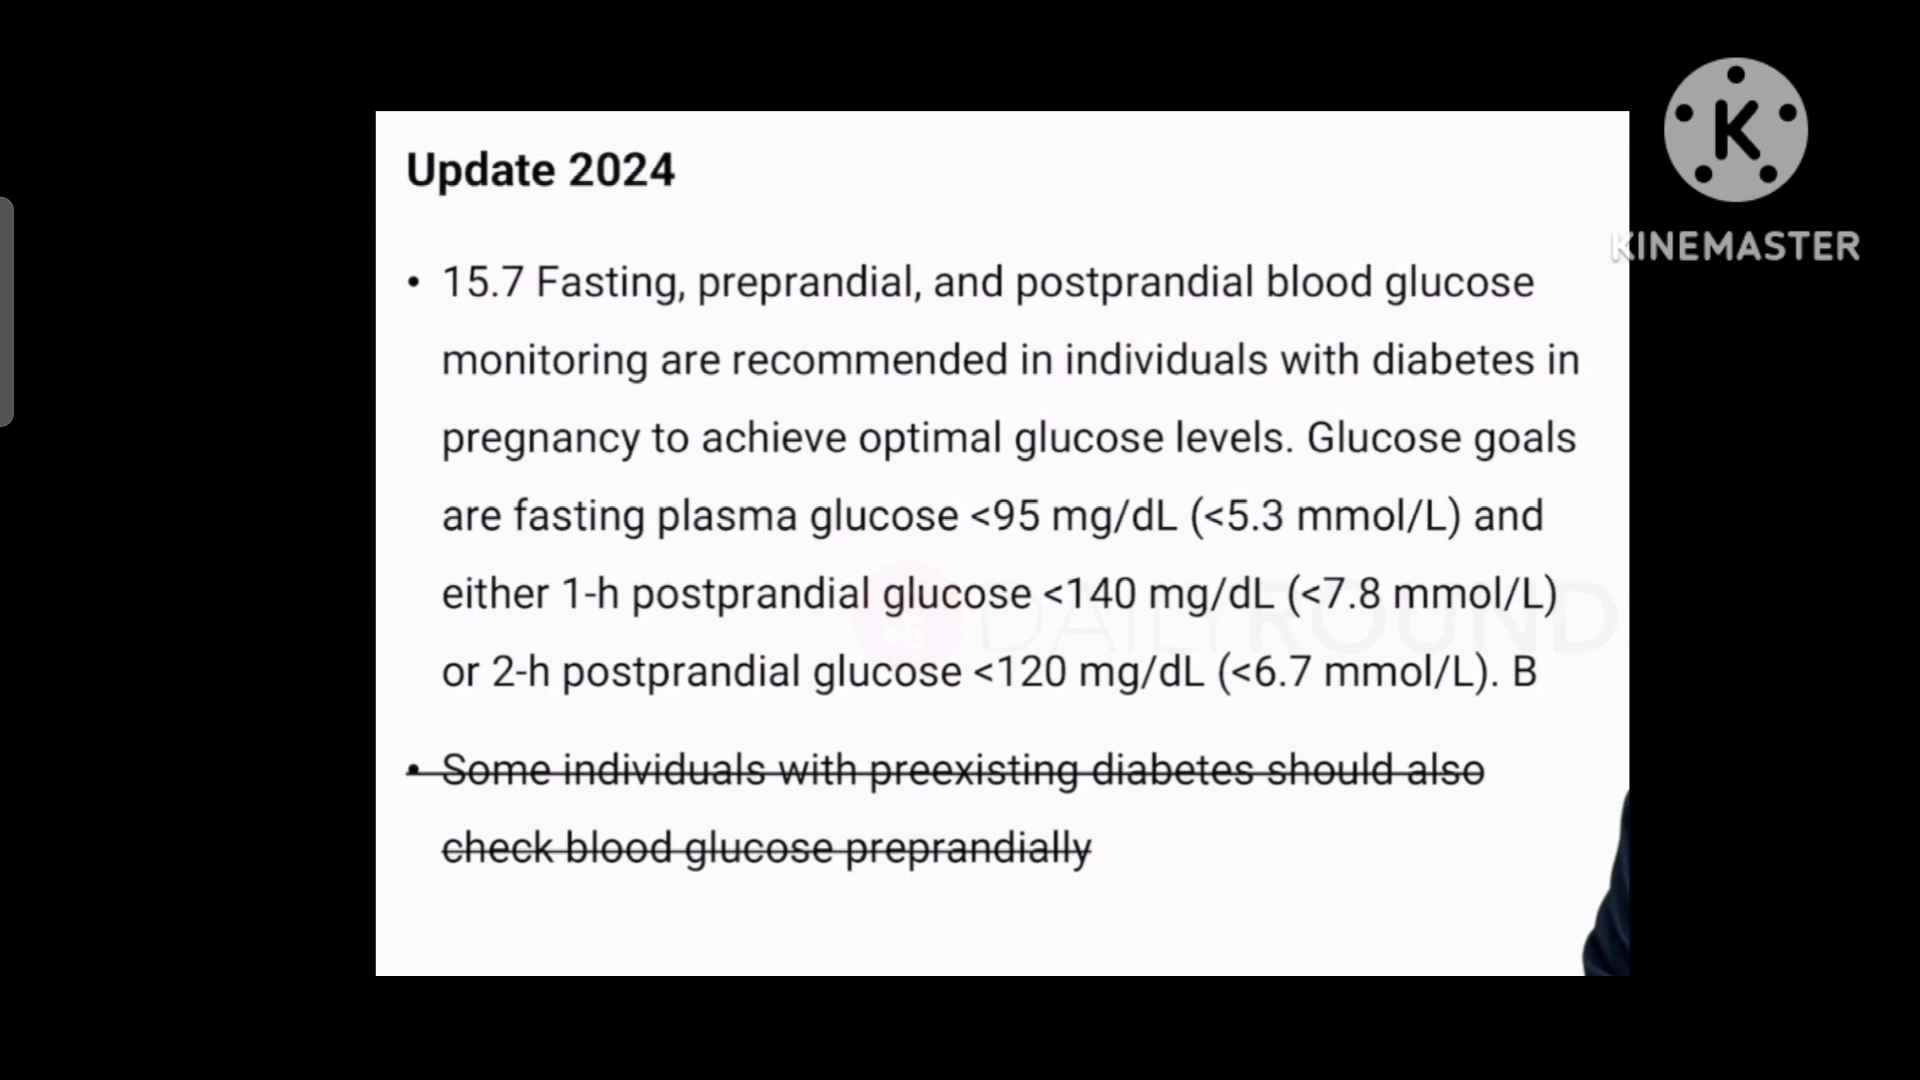 Update 2024
K
KINEMASTER
• 15.7 Fasting, preprandial, and postprandial blood glucose
monitoring are recommended in individuals with diabetes in
pregnancy to achieve optimal glucose levels. Glucose goals
are fasting plasma glucose <95 mg/dL (<5.3 mmol/L) and
either 1-h postprandial glucose <140 mg/dL (<7.8 mmol/L)
DAILYROUND
or 2-h postprandial glucose <120 mg/dL (<6.7 mmol/L). B
• Some individuals with preexisting diabetes should also
check blood glucose preprandially